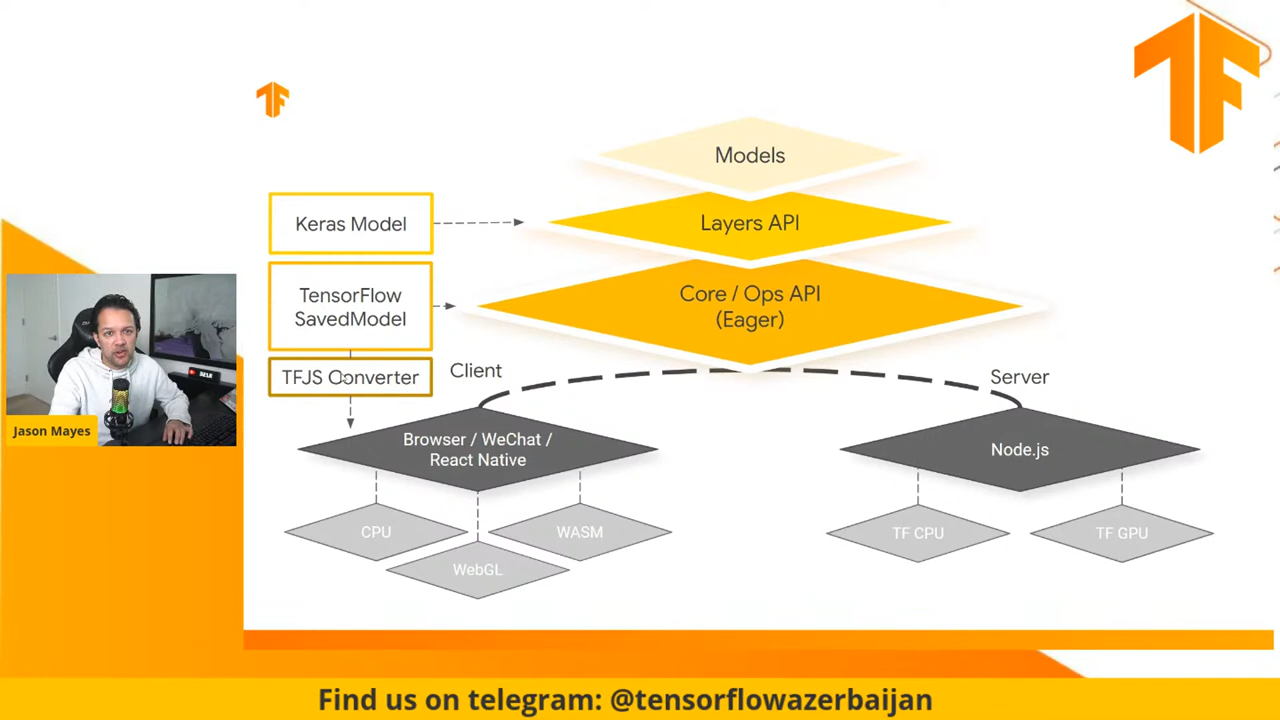 Models
Keras Model
Layers API
TensorFlow
SavedModel
Core / Ops API
(Eager)
TFJS Converter
Client
Server
Browser / WeChat /
React Native
Node.js
CPU
WebGL
WASM
TF CPU
TF GPU
Jason Mayes
Find us on telegram: @tensorflowazerbaijan